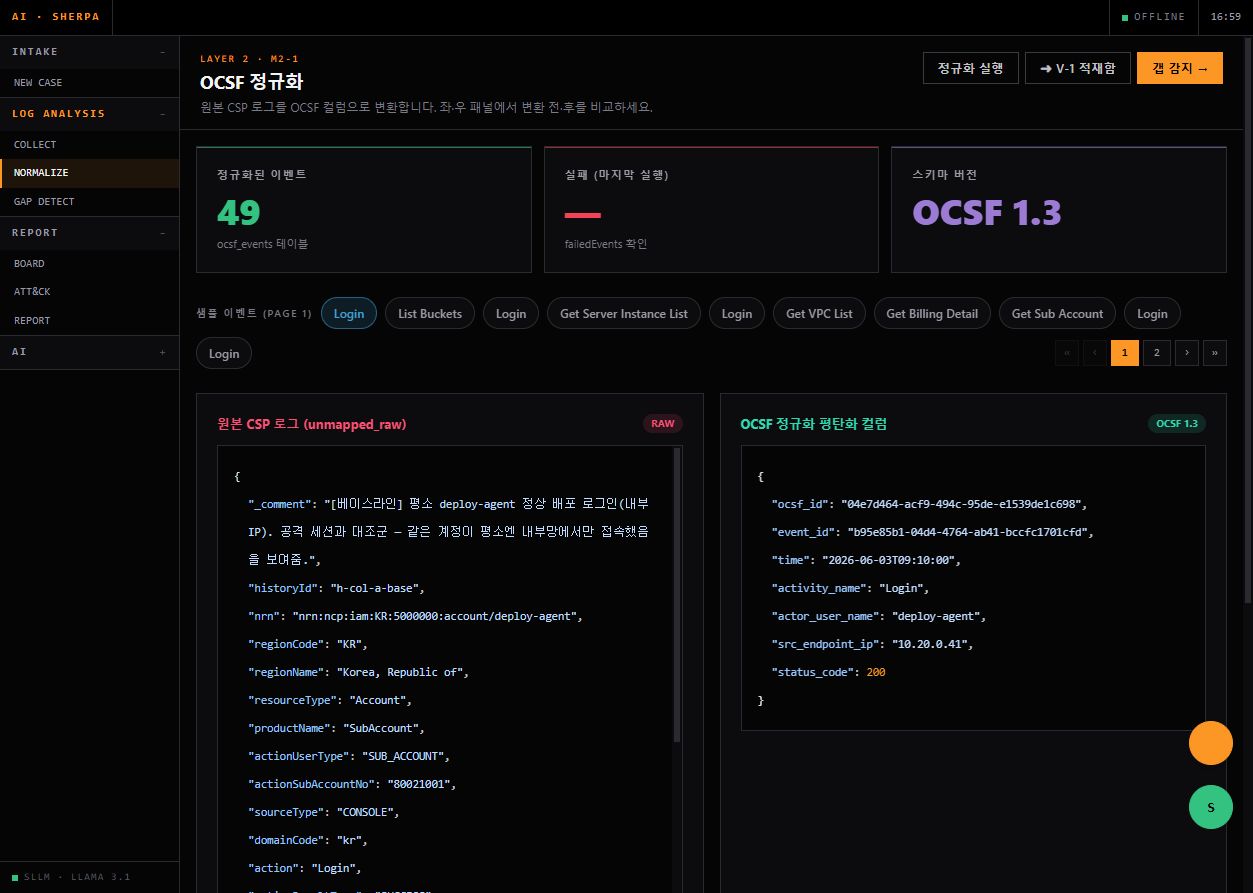 AI · SHERPA
OFFLINE
16:59
INTAKE −
NEW CASE
LOG ANALYSIS −
COLLECT
NORMALIZE
GAP DETECT
REPORT −
BOARD
ATT&CK
REPORT
AI +
SLLM · LLAMA 3.1
LAYER 2 · M2-1
OCSF 정규화
원본 CSP 로그를 OCSF 컬럼으로 변환합니다. 좌·우 패널에서 변환 전·후를 비교하세요.
정규화 실행
➜ V-1 적재함
갭 감지 →
정규화된 이벤트
49
ocsf_events 테이블
실패 (마지막 실행)
—
failedEvents 확인
스키마 버전
OCSF 1.3
샘플 이벤트 (PAGE 1) Login List Buckets Login Get Server Instance List Login Get VPC List Get Billing Detail Get Sub Account Login
Login
« ‹ 1 2 › »
원본 CSP 로그 (unmapped_raw) RAW
{
"_comment": "[베이스라인] 평소 deploy-agent 정상 배포 로그인(내부
IP). 공격 세션과 대조군 — 같은 계정이 평소엔 내부망에서만 접속했음
을 보여줌.",
"historyId": "h-col-a-base",
"nrn": "nrn:ncp:iam:KR:5000000:account/deploy-agent",
"regionCode": "KR",
"regionName": "Korea, Republic of",
"resourceType": "Account",
"productName": "SubAccount",
"actionUserType": "SUB_ACCOUNT",
"actionSubAccountNo": "80021001",
"sourceType": "CONSOLE",
"domainCode": "kr",
"action": "Login",
OCSF 정규화 평탄화 컬럼 OCSF 1.3
{
"ocsf_id": "04e7d464-acf9-494c-95de-e1539de1c698",
"event_id": "b95e85b1-04d4-4764-ab41-bccfc1701cfd",
"time": "2026-06-03T09:10:00",
"activity_name": "Login",
"actor_user_name": "deploy-agent",
"src_endpoint_ip": "10.20.0.41",
"status_code": 200
}
S